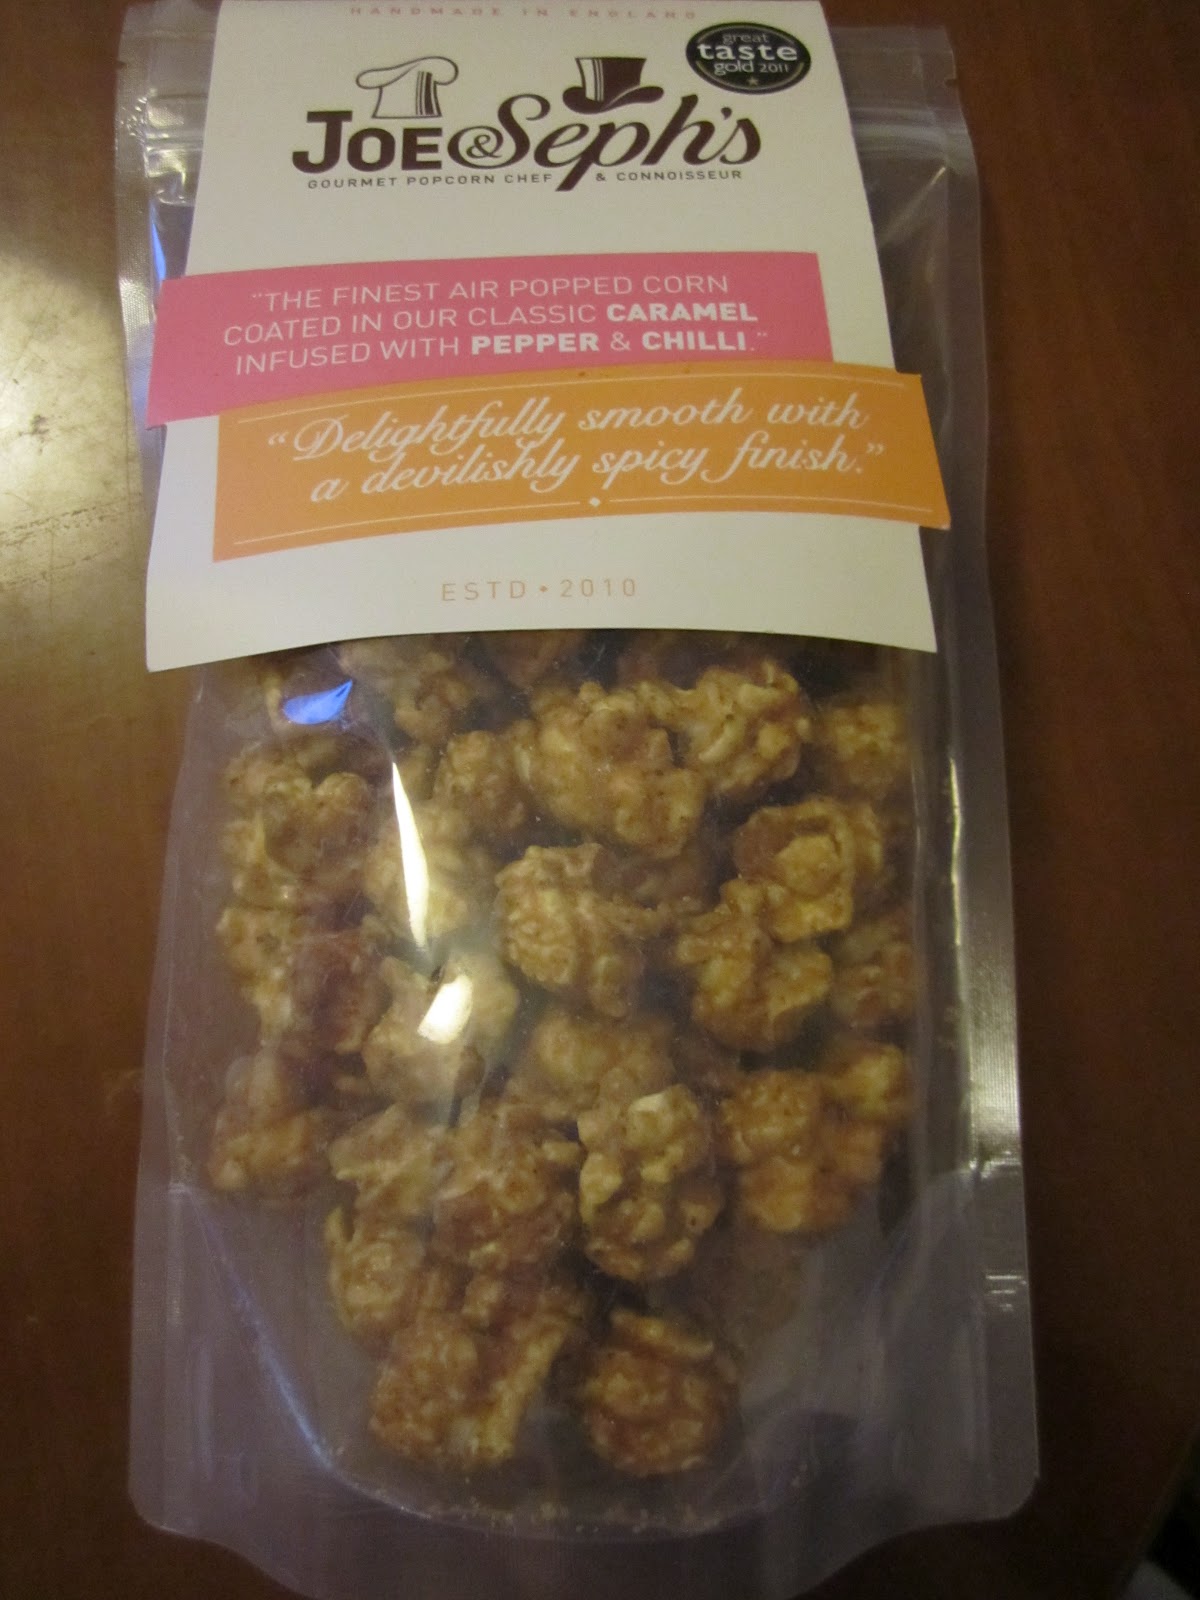 HANDMADE IN ENGLAND
great
taste
gold 2011
JOE & Seph's
GOURMET POPCORN CHEF & CONNOISSEUR
"THE FINEST AIR POPPED CORN
COATED IN OUR CLASSIC CARAMEL
INFUSED WITH PEPPER & CHILLI."
"Delightfully smooth with
a devilishly spicy finish."
ESTD • 2010